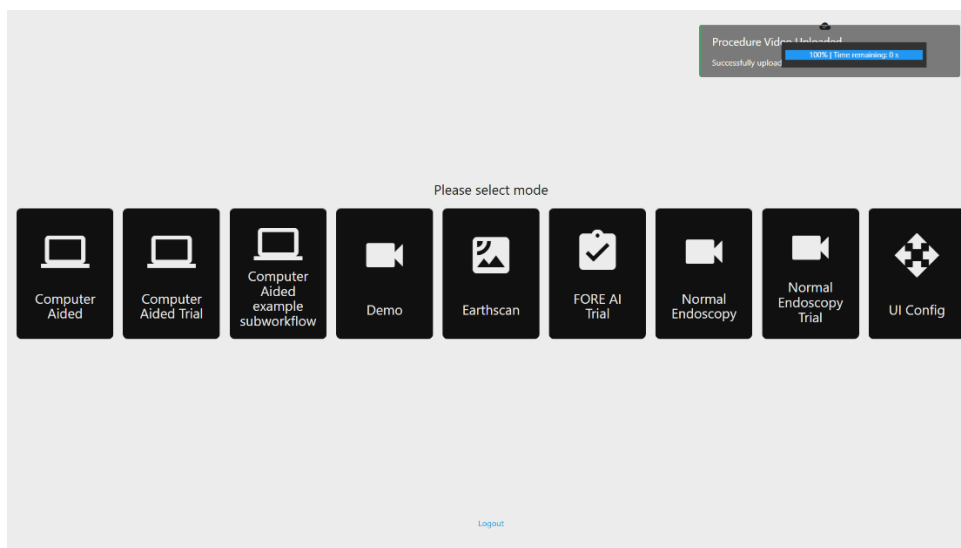 Procedure Video Uploaded
100% | Time remaining: 0 s
Successfully upload
Please select mode
Computer
Aided
Computer
Aided Trial
Computer
Aided
example
subworkflow
Demo
Earthscan
FORE AI
Trial
Normal
Endoscopy
Normal
Endoscopy
Trial
UI Config
Logout